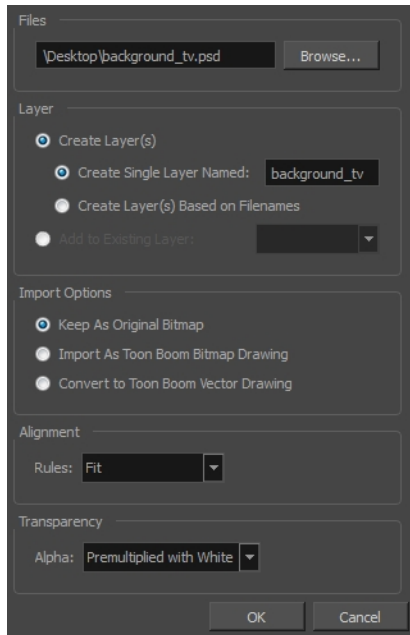 Files
\Desktop\background_tv.psd Browse...
Layer
Create Layer(s)
Create Single Layer Named: background_tv
Create Layer(s) Based on Filenames
Add to Existing Layer:
Import Options
Keep As Original Bitmap
Import As Toon Boom Bitmap Drawing
Convert to Toon Boom Vector Drawing
Alignment
Rules: Fit
Transparency
Alpha: Premultiplied with White
OK Cancel